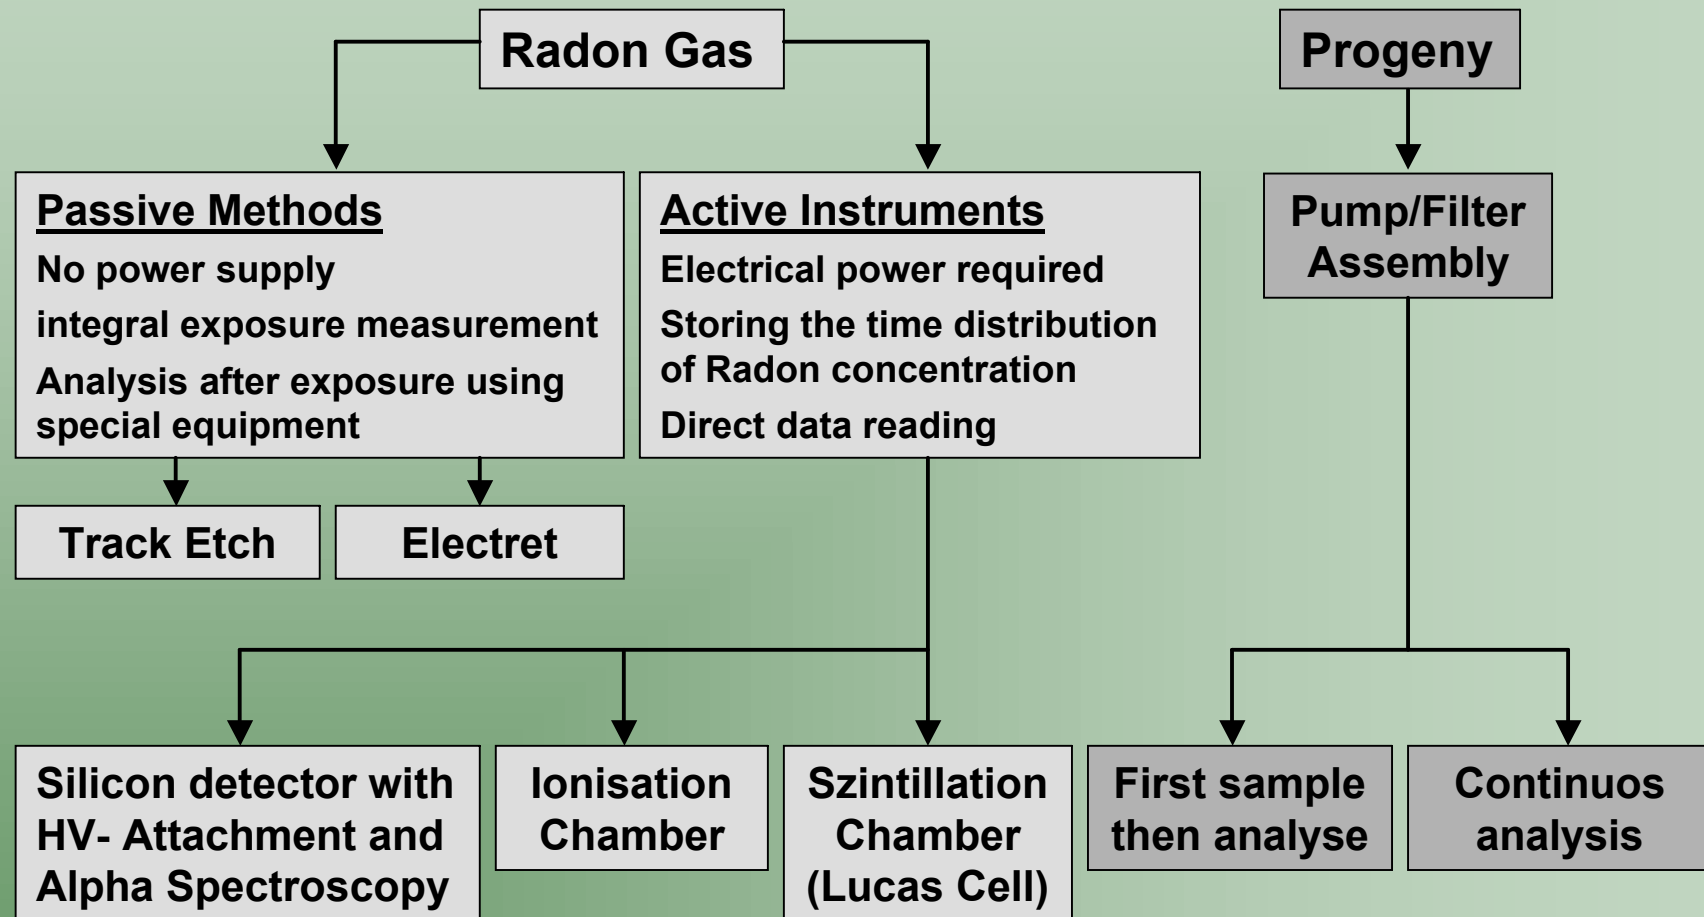 Radon Gas
Progeny
Passive Methods
No power supply
integral exposure measurement
Analysis after exposure using
special equipment
Active Instruments
Electrical power required
Storing the time distribution
of Radon concentration
Direct data reading
Pump/Filter
Assembly
Track Etch
Electret
Silicon detector with
HV- Attachment and
Alpha Spectroscopy
Ionisation
Chamber
Szintillation
Chamber
(Lucas Cell)
First sample
then analyse
Continuos
analysis